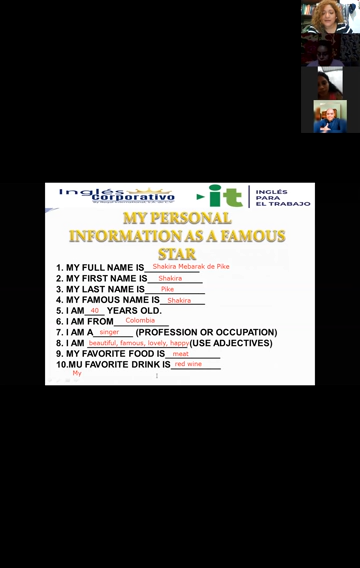 Inglés
Corporativo
it
INGLÉS
PARA
EL TRABAJO
MY PERSONAL
INFORMATION AS A FAMOUS
STAR
1. MY FULL NAME IS Shakira Mebarak de Pike
2. MY FIRST NAME IS Shakira
3. MY LAST NAME IS Pike
4. MY FAMOUS NAME IS Shakira
5. I AM 40 YEARS OLD.
6. I AM FROM Colombia
7. I AM A singer (PROFESSION OR OCCUPATION)
8. I AM beautiful, famous, lovely, happy (USE ADJECTIVES)
9. MY FAVORITE FOOD IS meat
10.MU FAVORITE DRINK IS red wine
My